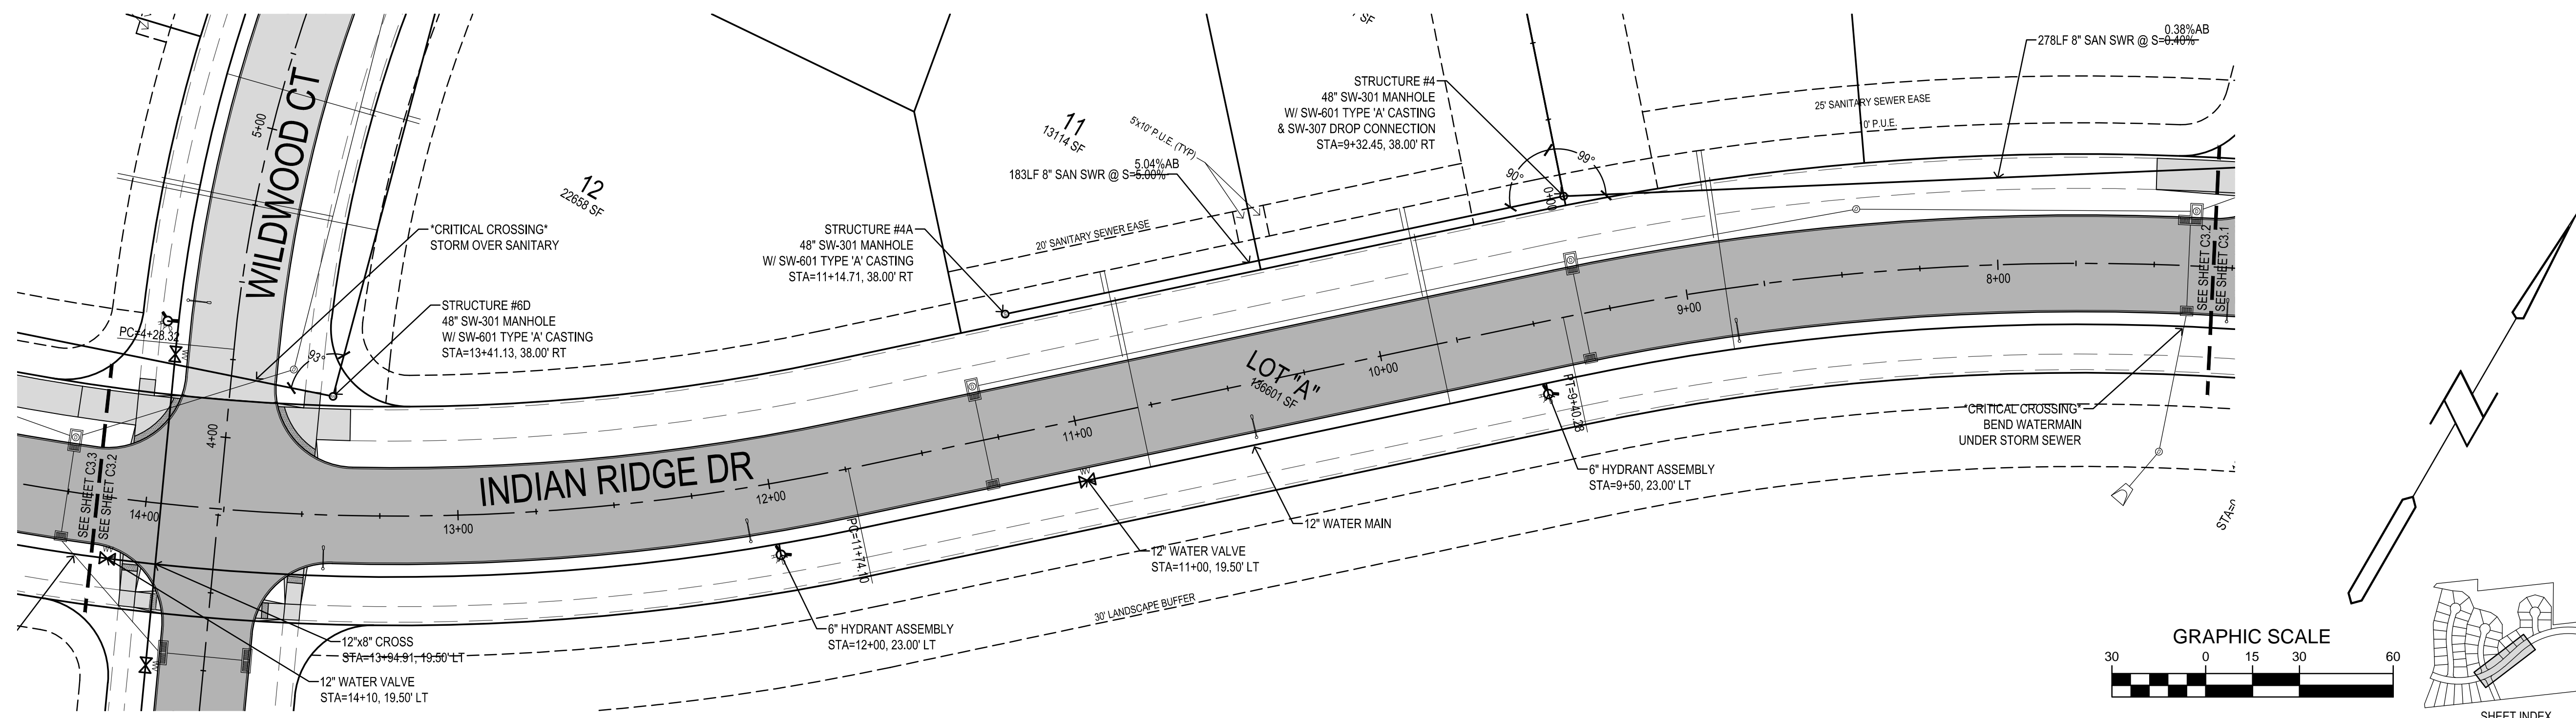 WILDWOOD CT
5+00
4+00
PC=4+28.32
93°
*CRITICAL CROSSING*
STORM OVER SANITARY
STRUCTURE #6D
48" SW-301 MANHOLE
W/ SW-601 TYPE 'A' CASTING
STA=13+41.13, 38.00' RT
12
22658 SF
STRUCTURE #4A
48" SW-301 MANHOLE
W/ SW-601 TYPE 'A' CASTING
STA=11+14.71, 38.00' RT
11
13114 SF
5'x10' P.U.E. (TYP)
5.04%AB
183LF 8" SAN SWR @ S=5.00%
20' SANITARY SEWER EASE
SF
STRUCTURE #4
48" SW-301 MANHOLE
W/ SW-601 TYPE 'A' CASTING
& SW-307 DROP CONNECTION
STA=9+32.45, 38.00' RT
90°
99°
0+00
0.38%AB
278LF 8" SAN SWR @ S=0.40%
25' SANITARY SEWER EASE
10' P.U.E.
SEE SHEET C3.2
SEE SHEET C3.1
8+00
9+00
10+00
11+00
12+00
13+00
14+00
LOT "A"
136601 SF
INDIAN RIDGE DR
SEE SHEET C3.3
SEE SHEET C3.2
PT=9+40.28
PC=11+74.10
*CRITICAL CROSSING*
BEND WATERMAIN
UNDER STORM SEWER
6" HYDRANT ASSEMBLY
STA=9+50, 23.00' LT
12" WATER MAIN
WV
12" WATER VALVE
STA=11+00, 19.50' LT
30' LANDSCAPE BUFFER
6" HYDRANT ASSEMBLY
STA=12+00, 23.00' LT
12"x8" CROSS
STA=13+94.91, 19.50' LT
12" WATER VALVE
STA=14+10, 19.50' LT
WV
WV
WV
GRAPHIC SCALE
30 0 15 30 60
SHEET INDEX